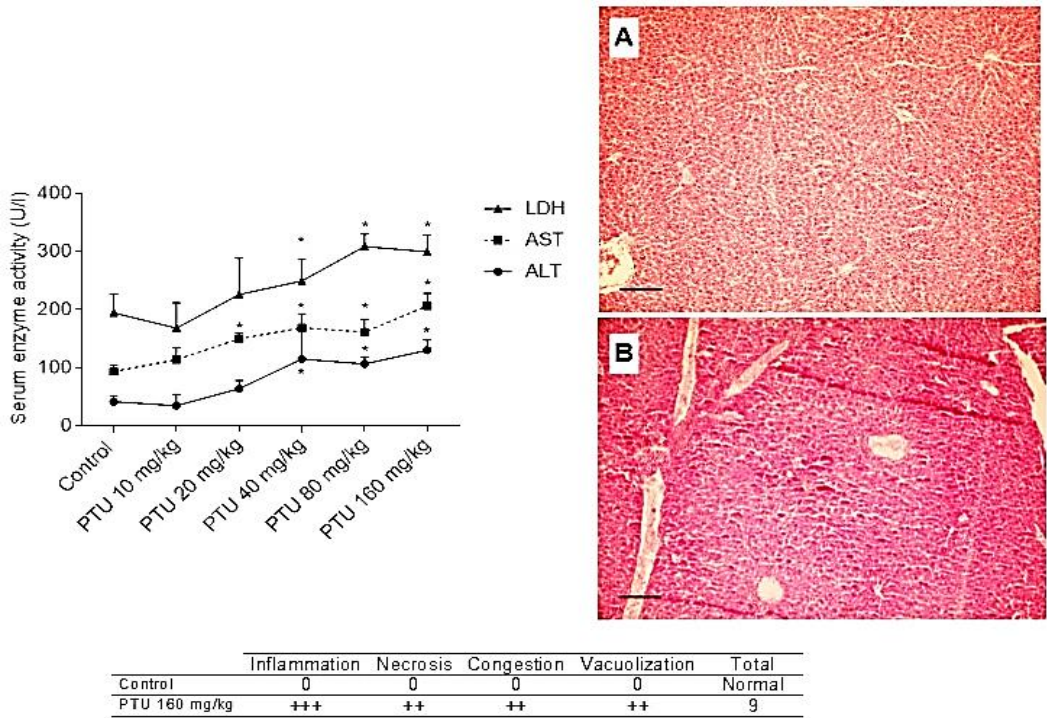 A
400
300
200
100
0
Serum enzyme activity (U/l)
LDH
AST
ALT
* * *
* * * *
* * *
Control
PTU 10 mg/kg
PTU 20 mg/kg
PTU 40 mg/kg
PTU 80 mg/kg
PTU 160 mg/kg
B
Inflammation Necrosis Congestion Vacuolization Total
Control 0 0 0 0 Normal
PTU 160 mg/kg +++ ++ ++ ++ 9